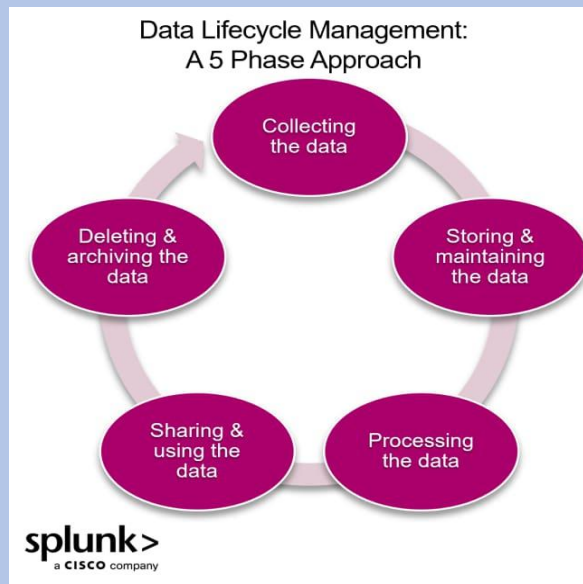 Data Lifecycle Management:
A 5 Phase Approach
Collecting
the data
Storing &
maintaining
the data
Processing
the data
Sharing &
using the
data
Deleting &
archiving the
data
splunk>
a CISCO company